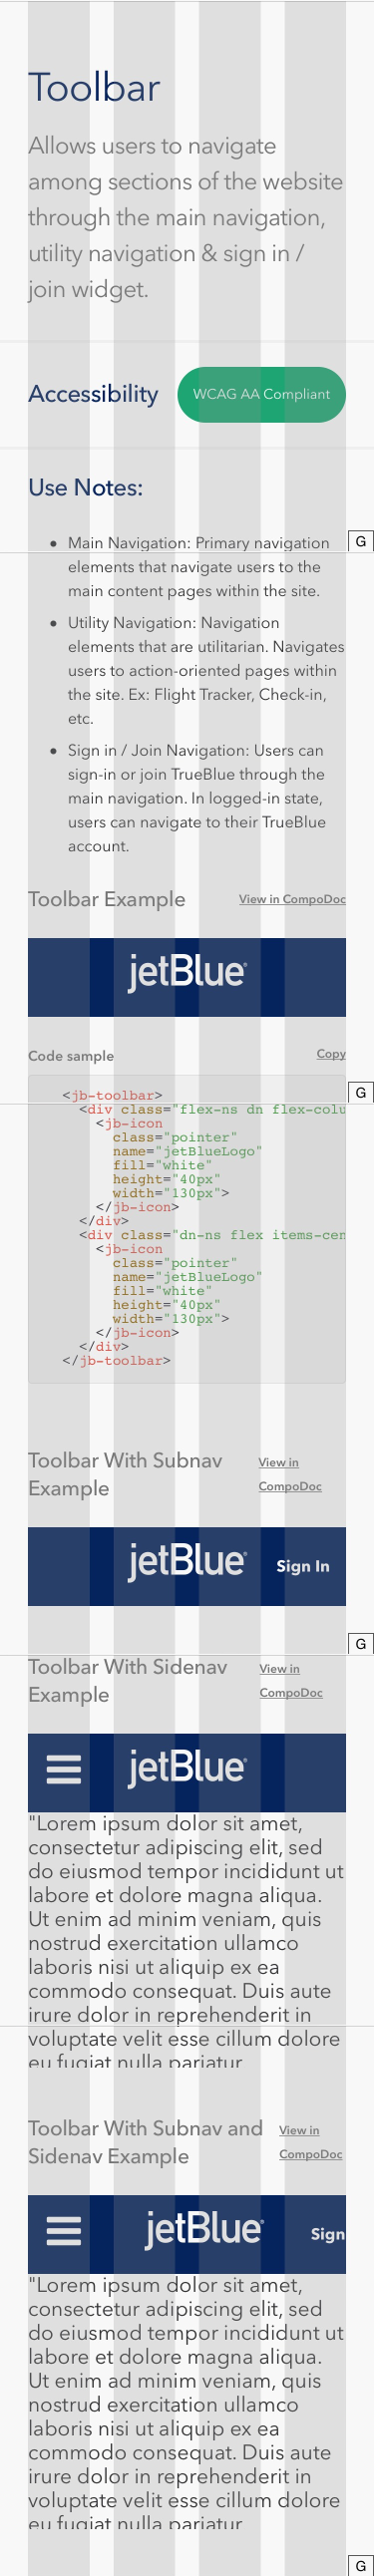 Toolbar
Allows users to navigate
among sections of the website
through the main navigation,
utility navigation & sign in /
join widget.
Accessibility
WCAG AA Compliant
Use Notes:
G
• Main Navigation: Primary navigation
elements that navigate users to the
main content pages within the site.
• Utility Navigation: Navigation
elements that are utilitarian. Navigates
users to action-oriented pages within
the site. Ex: Flight Tracker, Check-in,
etc.
• Sign in / Join Navigation: Users can
sign-in or join TrueBlue through the
main navigation. In logged-in state,
users can navigate to their TrueBlue
account.
Toolbar Example
View in CompoDoc
jetBlue
Code sample
Copy
G
<jb-toolbar>
<div class="flex-ns dn flex-colu
<jb-icon
class="pointer"
name="jetBlueLogo"
fill="white"
height="40px"
width="130px">
</jb-icon>
</div>
<div class="dn-ns flex items-cen
<jb-icon
class="pointer"
name="jetBlueLogo"
fill="white"
height="40px"
width="130px">
</jb-icon>
</div>
</jb-toolbar>
Toolbar With Subnav
Example
View in
CompoDoc
jetBlue
Sign In
G
Toolbar With Sidenav
Example
View in
CompoDoc
jetBlue
"Lorem ipsum dolor sit amet,
consectetur adipiscing elit, sed
do eiusmod tempor incididunt ut
labore et dolore magna aliqua.
Ut enim ad minim veniam, quis
nostrud exercitation ullamco
laboris nisi ut aliquip ex ea
commodo consequat. Duis aute
irure dolor in reprehenderit in
voluptate velit esse cillum dolore
eu fugiat nulla pariatur
Toolbar With Subnav and
Sidenav Example
View in
CompoDoc
jetBlue
Sign
"Lorem ipsum dolor sit amet,
consectetur adipiscing elit, sed
do eiusmod tempor incididunt ut
labore et dolore magna aliqua.
Ut enim ad minim veniam, quis
nostrud exercitation ullamco
laboris nisi ut aliquip ex ea
commodo consequat. Duis aute
irure dolor in reprehenderit in
voluptate velit esse cillum dolore
eu fugiat nulla pariatur
G